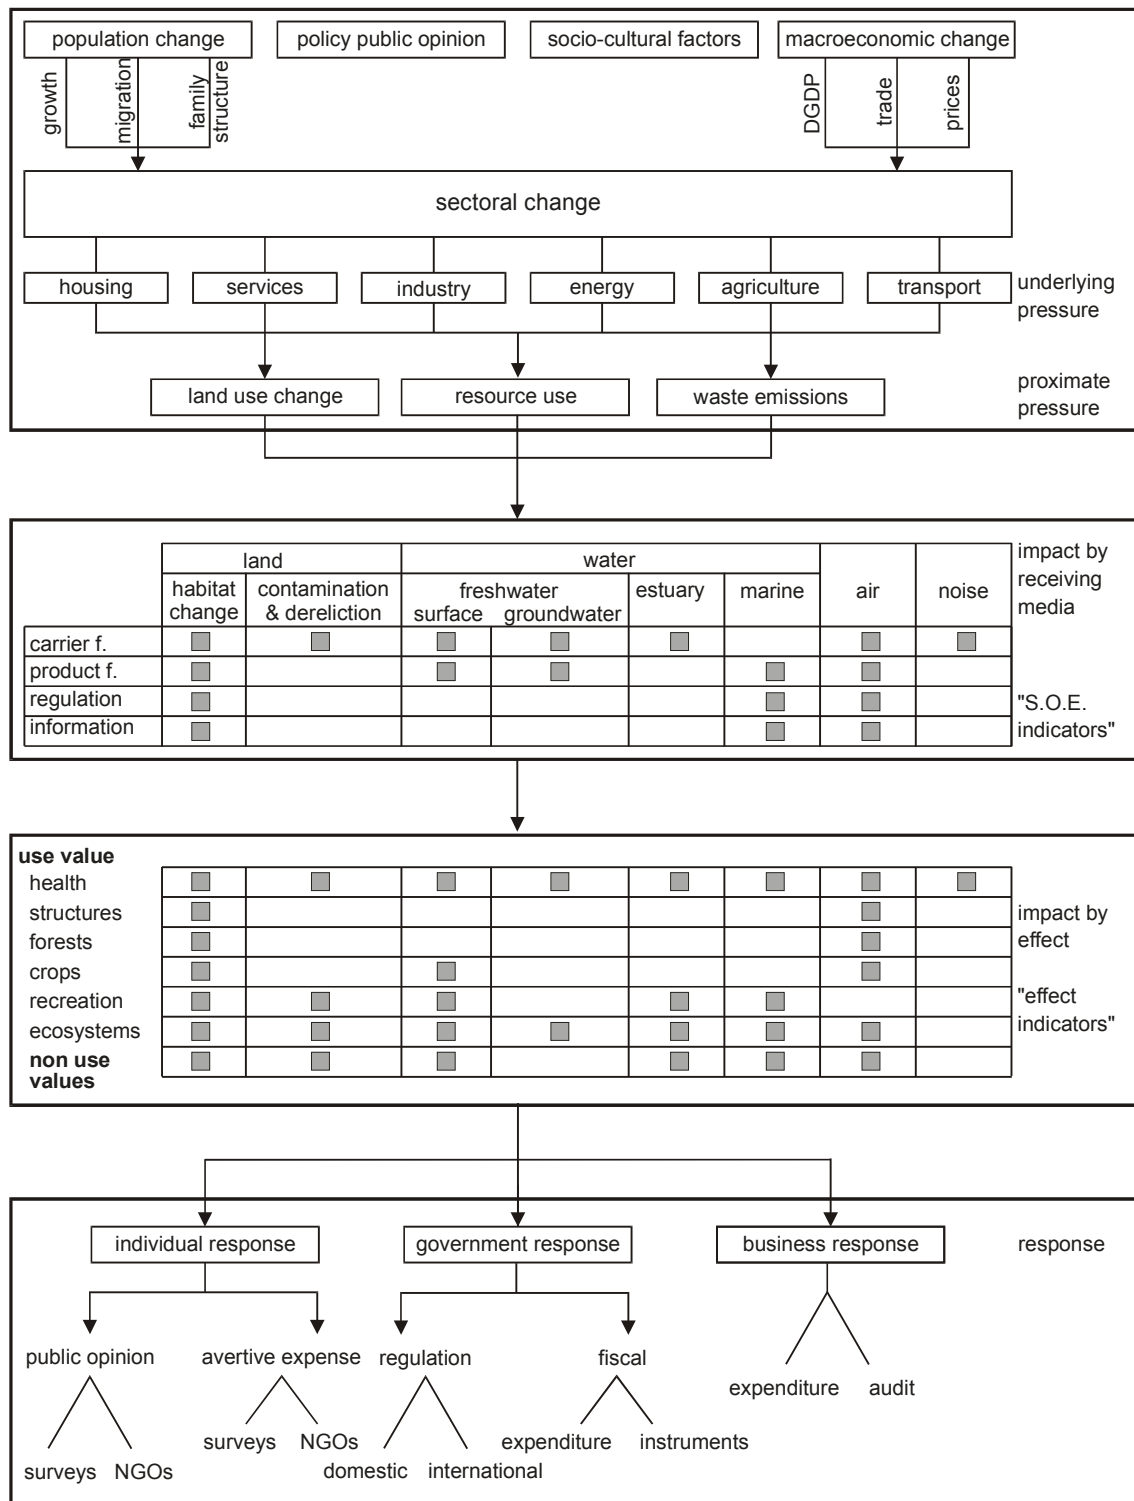 population change
policy public opinion
socio-cultural factors
macroeconomic change
growth
migration
family
structure
DGDP
trade
prices
sectoral change
housing
services
industry
energy
agriculture
transport
underlying
pressure
land use change
resource use
waste emissions
proximate
pressure
land
water
impact by
receiving
media
habitat
change
contamination
& dereliction
freshwater
surface groundwater
estuary
marine
air
noise
carrier f.
product f.
regulation
information
"S.O.E.
indicators"
use value
health
structures
forests
crops
recreation
ecosystems
non use
values
impact by
effect
"effect
indicators"
individual response
government response
business response
response
public opinion
avertive expense
regulation
fiscal
expenditure
audit
surveys
NGOs
expenditure
instruments
surveys
NGOs
domestic
international